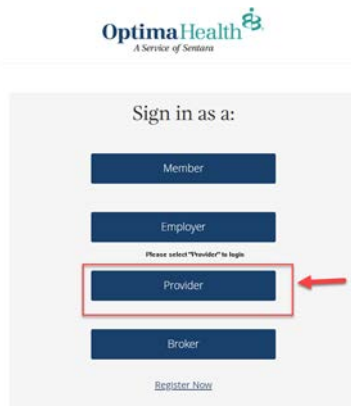 OptimaHealth
A Service of Sentara
Sign in as a:
Member
Employer
Please select "Provider" to login
Provider
Broker
Register Now